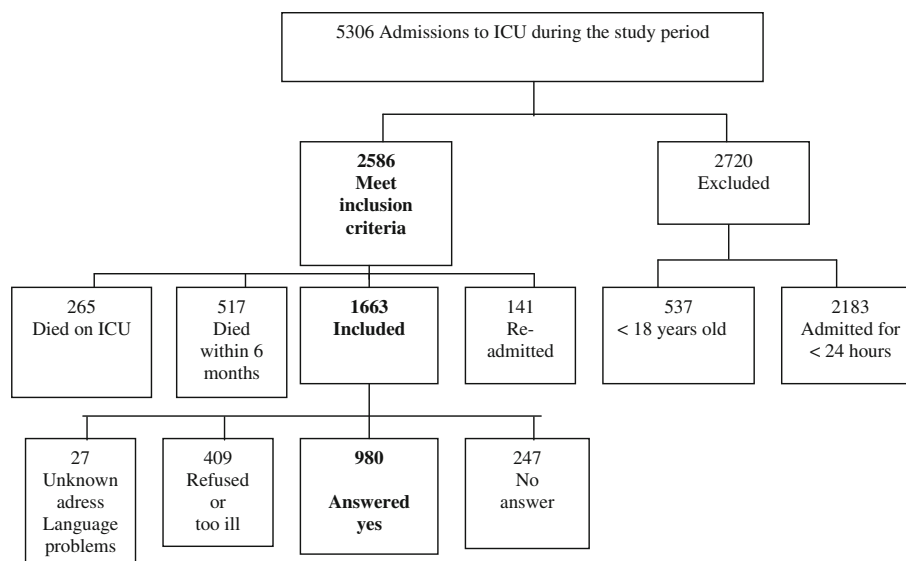 5306 Admissions to ICU during the study period
2586
Meet
inclusion
criteria
2720
Excluded
265
Died on ICU
517
Died
within 6
months
1663
Included
141
Re-
admitted
537
< 18 years old
2183
Admitted for
< 24 hours
27
Unknown
adress
Language
problems
409
Refused
or
too ill
980
Answered
yes
247
No
answer